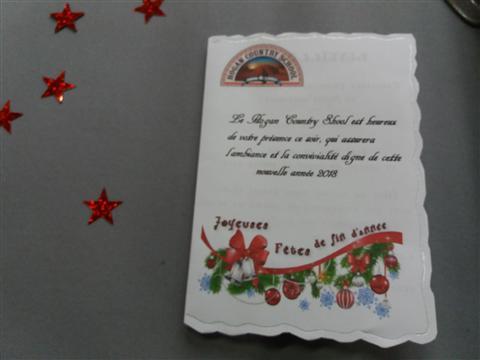 HOGAN COUNTRY SCHOOL
Le Hogan Country Shool est heureux
de votre présence ce soir, qui assurera
l'ambiance et la convivialité digne de cette
nouvelle année 2018
Joyeuses
Fêtes de fin d'année